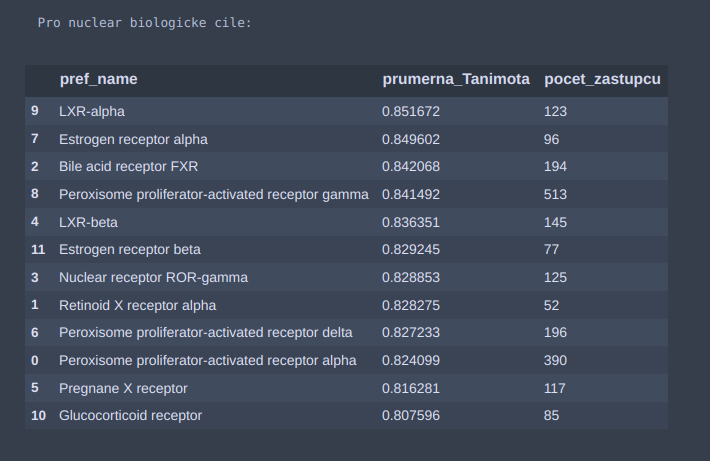 Pro nuclear biologicke cile:
pref_name prumerna_Tanimota pocet_zastupcu
9 LXR-alpha 0.851672 123
7 Estrogen receptor alpha 0.849602 96
2 Bile acid receptor FXR 0.842068 194
8 Peroxisome proliferator-activated receptor gamma 0.841492 513
4 LXR-beta 0.836351 145
11 Estrogen receptor beta 0.829245 77
3 Nuclear receptor ROR-gamma 0.828853 125
1 Retinoid X receptor alpha 0.828275 52
6 Peroxisome proliferator-activated receptor delta 0.827233 196
0 Peroxisome proliferator-activated receptor alpha 0.824099 390
5 Pregnane X receptor 0.816281 117
10 Glucocorticoid receptor 0.807596 85